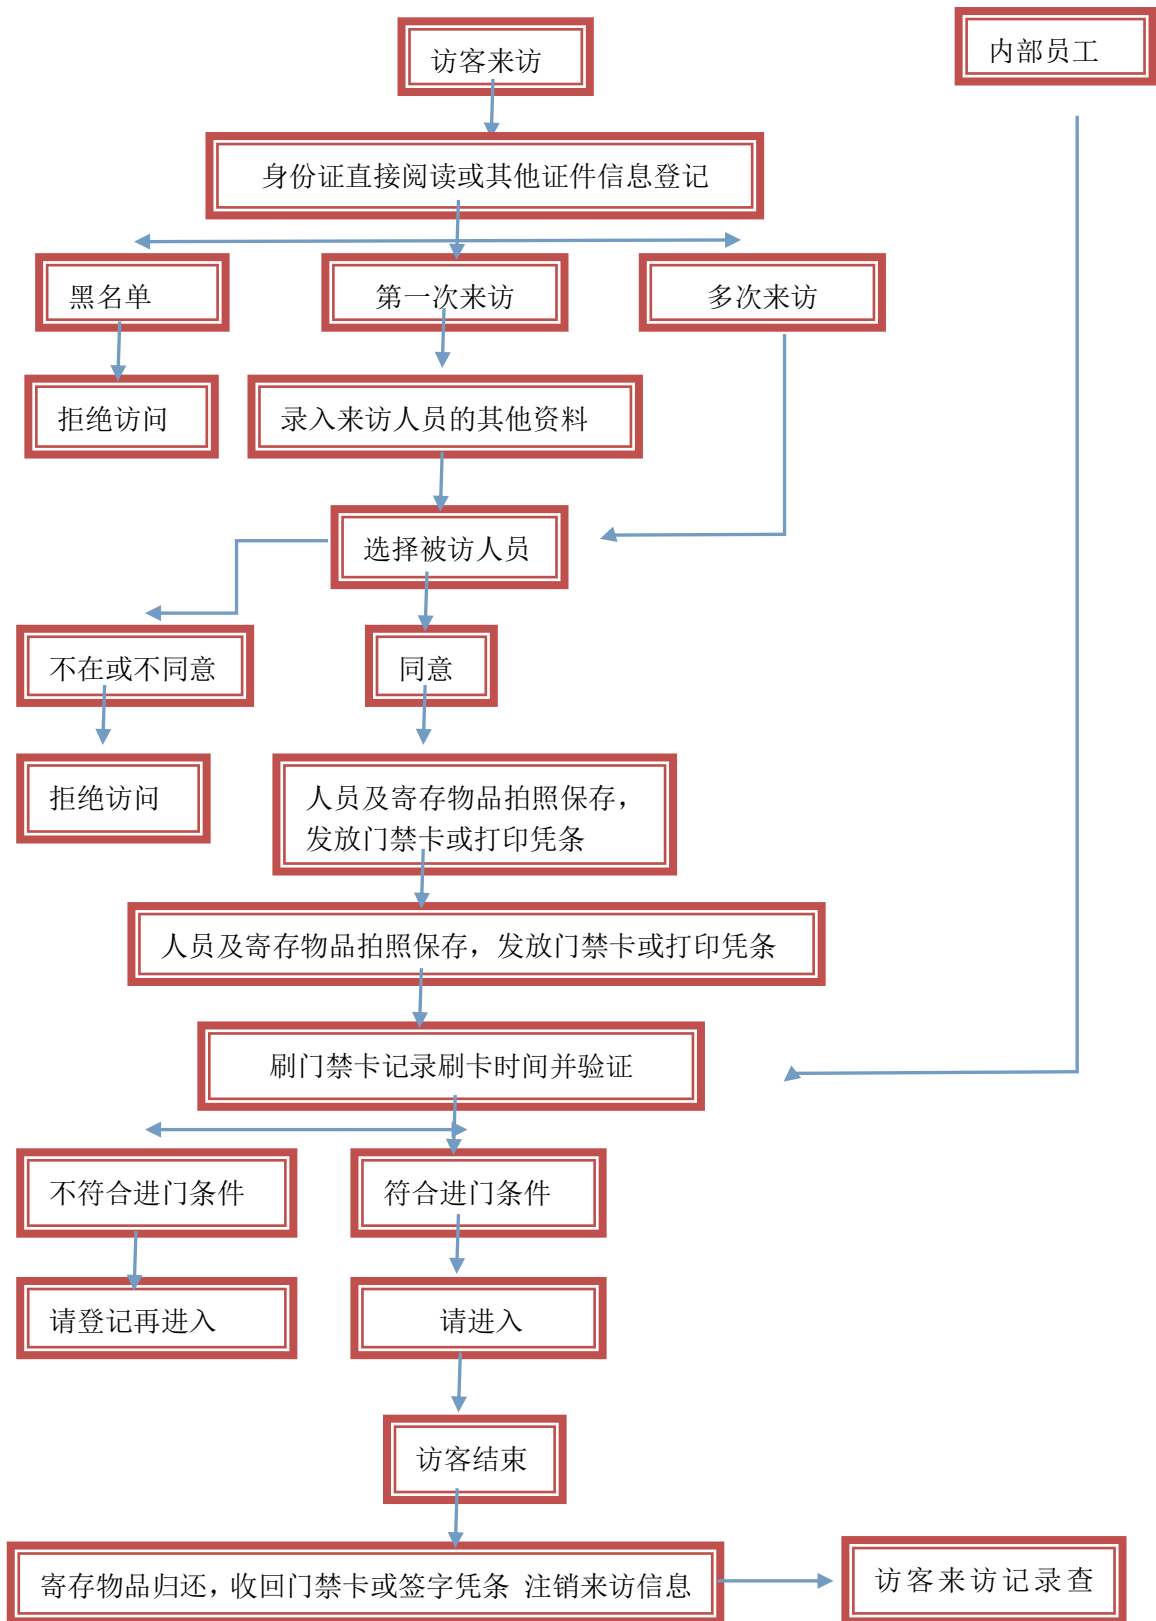 访客来访
内部员工
身份证直接阅读或其他证件信息登记
黑名单
第一次来访
多次来访
拒绝访问
录入来访人员的其他资料
选择被访人员
不在或不同意
同意
拒绝访问
人员及寄存物品拍照保存，
发放门禁卡或打印凭条
人员及寄存物品拍照保存，发放门禁卡或打印凭条
刷门禁卡记录刷卡时间并验证
不符合进门条件
符合进门条件
请登记再进入
请进入
访客结束
寄存物品归还，收回门禁卡或签字凭条 注销来访信息
访客来访记录查